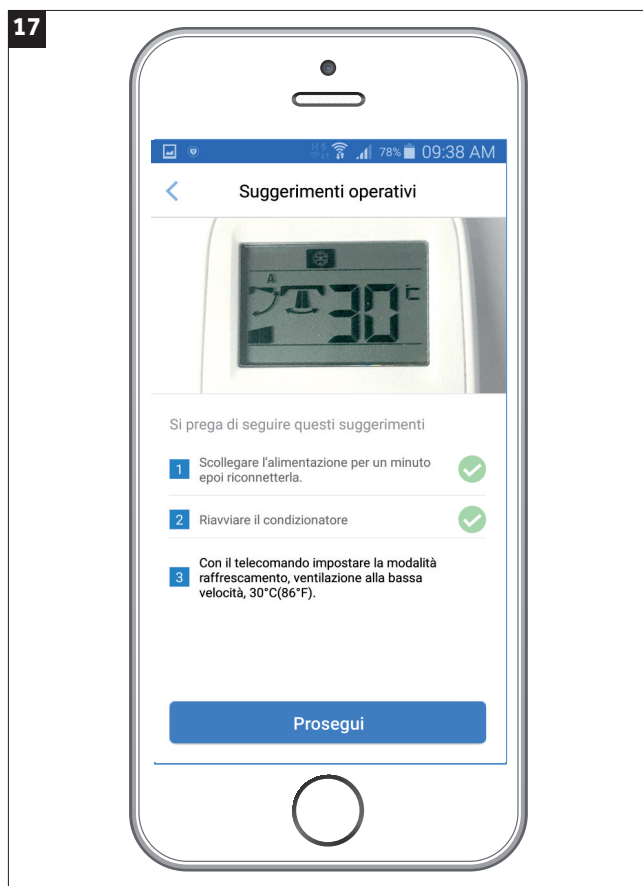 17
78% 09:38 AM
Suggerimenti operativi
A
30 °C
Si prega di seguire questi suggerimenti
1 Scollegare l'alimentazione per un minuto
epoi riconnetterla.
2 Riavviare il condizionatore
3 Con il telecomando impostare la modalità
raffrescamento, ventilazione alla bassa
velocità, 30°C(86°F).
Prosegui